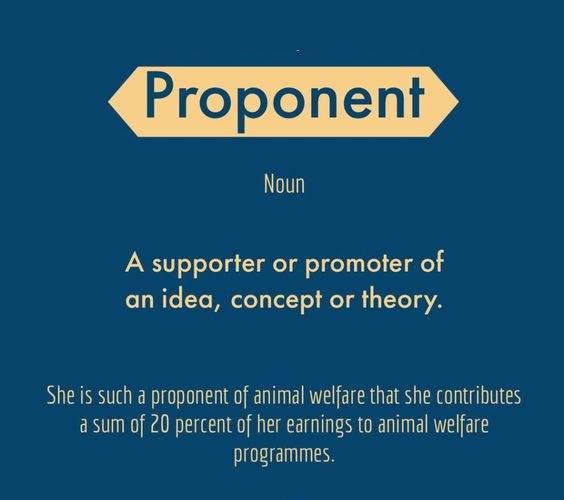 Proponent
Noun
A supporter or promoter of
an idea, concept or theory.
She is such a proponent of animal welfare that she contributes
a sum of 20 percent of her earnings to animal welfare
programmes.